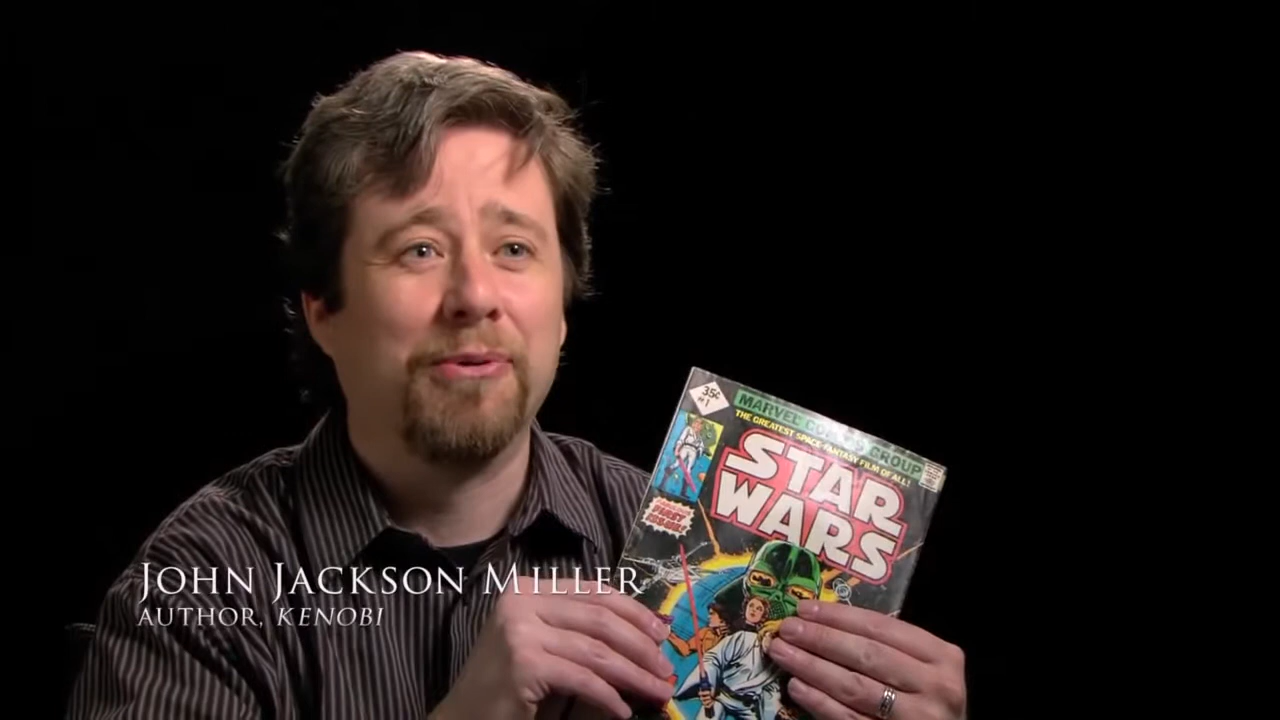 35¢
#1
MARVEL COMICS GROUP
THE GREATEST SPACE-FANTASY FILM OF ALL!
STAR
WARS
FIRST
ISSUE!
JOHN JACKSON MILLER
AUTHOR, KENOBI